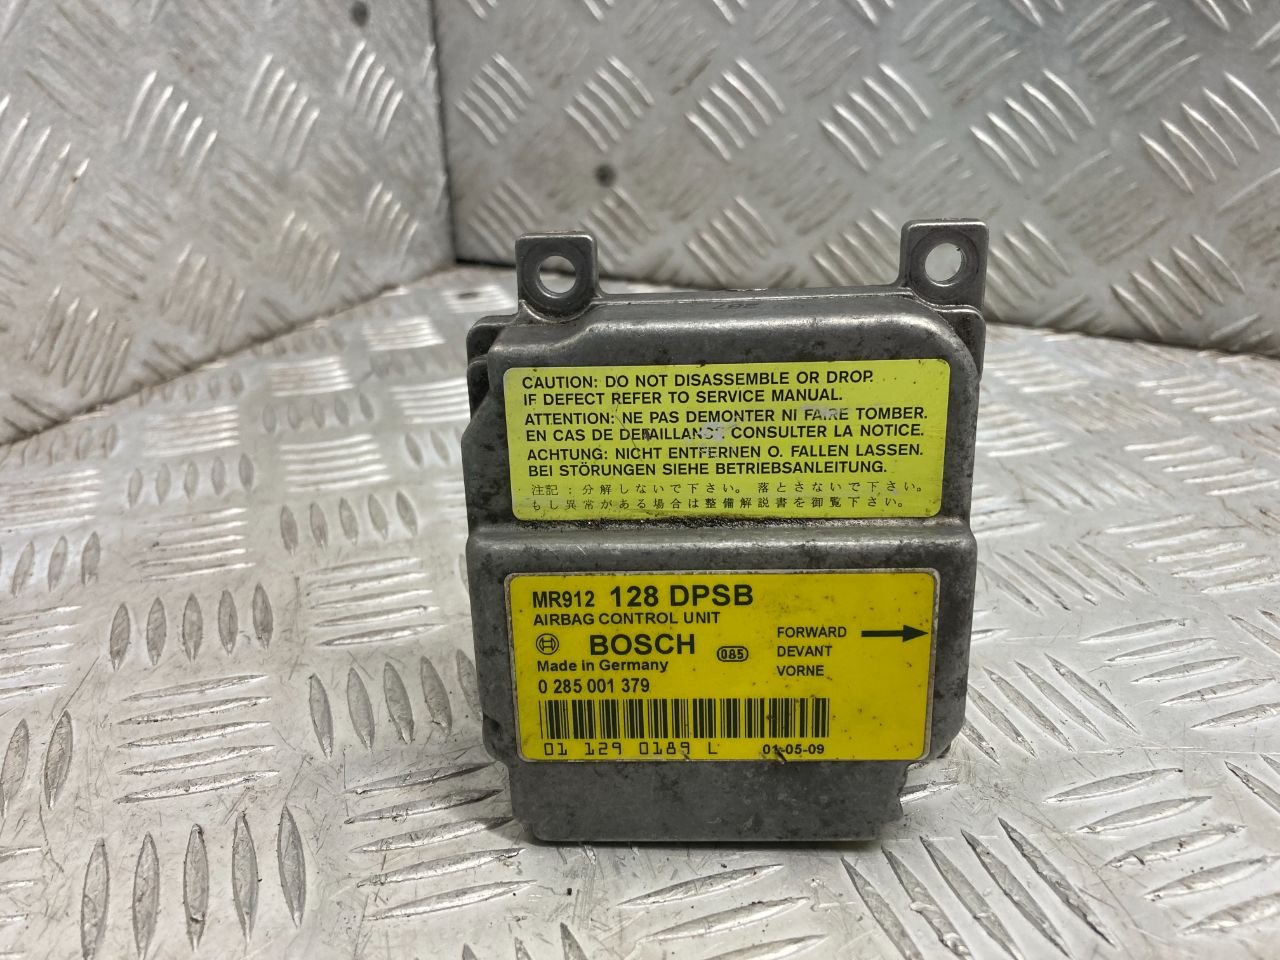 CAUTION: DO NOT DISASSEMBLE OR DROP.
IF DEFECT REFER TO SERVICE MANUAL.
ATTENTION: NE PAS DEMONTER NI FAIRE TOMBER.
EN CAS DE DEFAILLANCE CONSULTER LA NOTICE.
ACHTUNG: NICHT ENTFERNEN O. FALLEN LASSEN.
BEI STÖRUNGEN SIEHE BETRIEBSANLEITUNG.
注記:分解しないで下さい。落とさないで下さい。
もし異常がある場合は整備解説書を御覧下さい。
MR912 128 DPSB
AIRBAG CONTROL UNIT
BOSCH 085
Made in Germany
0 285 001 379
FORWARD
DEVANT
VORNE
01 129 0189 L 01-05-09